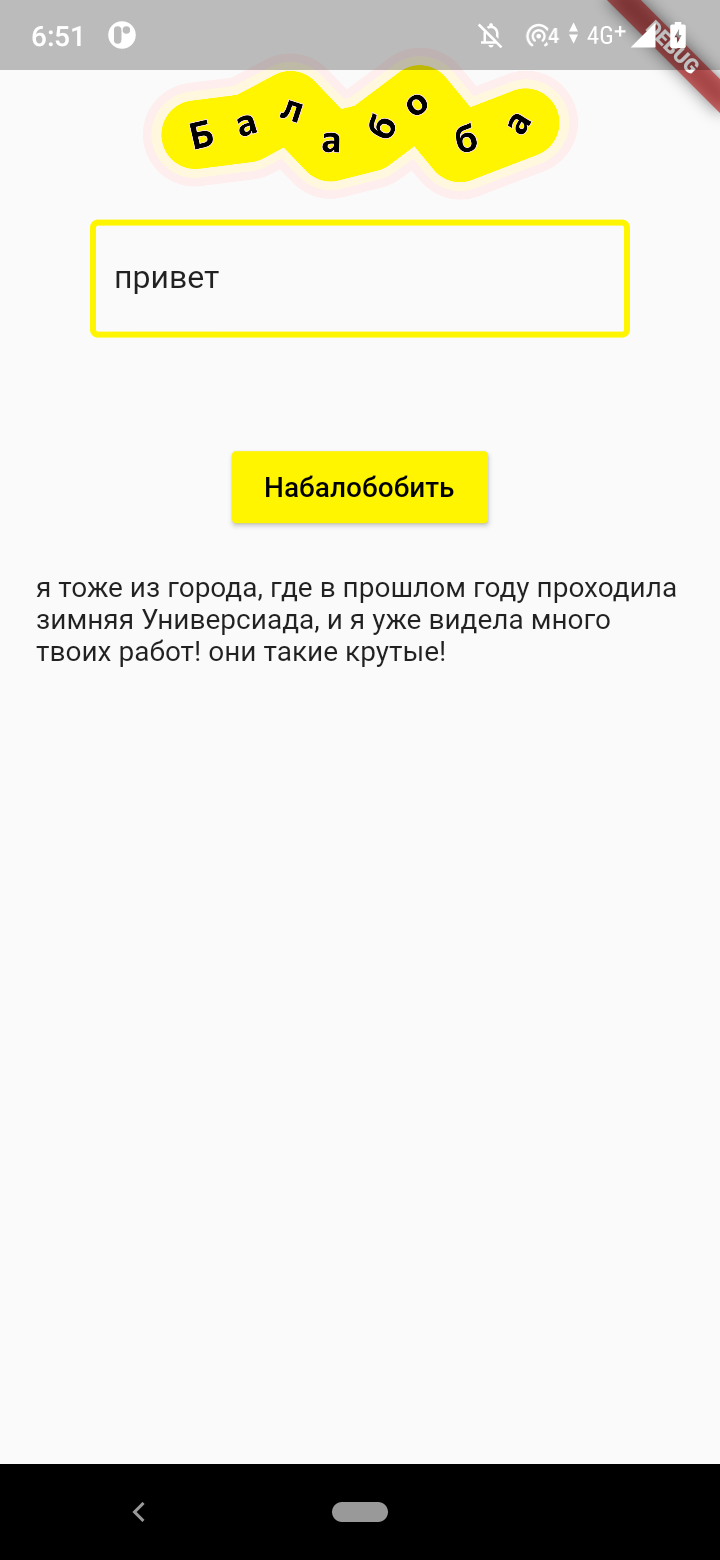 6:51
4 4G+
DEBUG
Балабоба
привет
Набалобобить
я тоже из города, где в прошлом году проходила
зимняя Универсиада, и я уже видела много
твоих работ! они такие крутые!